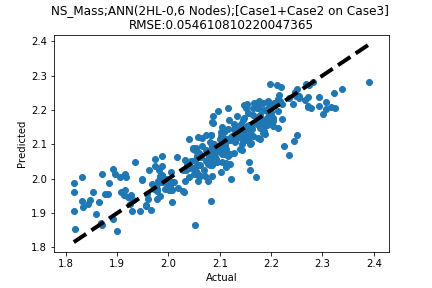 NS_Mass;ANN(2HL-0,6 Nodes);[Case1+Case2 on Case3]
RMSE:0.054610810220047365
2.4
2.3
2.2
2.1
2.0
1.9
1.8
Predicted
1.8 1.9 2.0 2.1 2.2 2.3 2.4
Actual